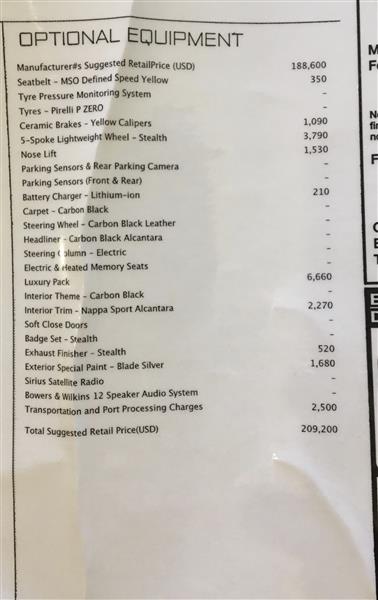 OPTIONAL EQUIPMENT
Manufacturer#s Suggested RetailPrice (USD) 188,600
Seatbelt - MSO Defined Speed Yellow 350
Tyre Pressure Monitoring System -
Tyres - Pirelli P ZERO -
Ceramic Brakes - Yellow Calipers 1,090
5-Spoke Lightweight Wheel - Stealth 3,790
Nose Lift 1,530
Parking Sensors & Rear Parking Camera -
Parking Sensors (Front & Rear) -
Battery Charger - Lithium-ion 210
Carpet - Carbon Black -
Steering Wheel - Carbon Black Leather -
Headliner - Carbon Black Alcantara -
Steering Column - Electric -
Electric & Heated Memory Seats -
Luxury Pack 6,660
Interior Theme - Carbon Black -
Interior Trim - Nappa Sport Alcantara 2,270
Soft Close Doors -
Badge Set - Stealth -
Exhaust Finisher - Stealth 520
Exterior Special Paint - Blade Silver 1,680
Sirius Satellite Radio -
Bowers & Wilkins 12 Speaker Audio System -
Transportation and Port Processing Charges 2,500
Total Suggested Retail Price(USD) 209,200